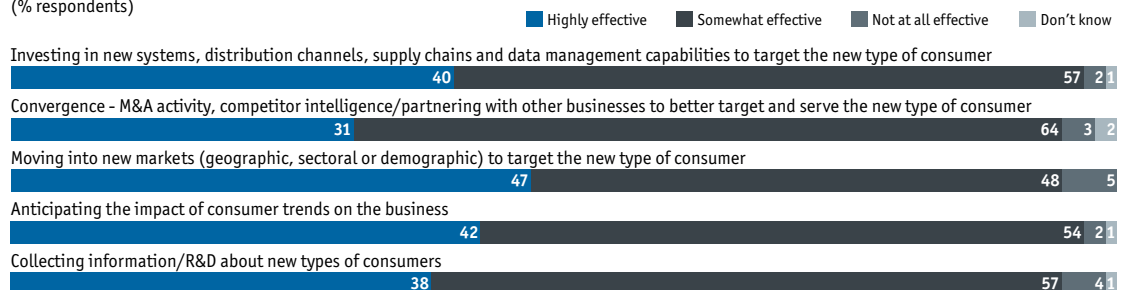 (% respondents)
Highly effective Somewhat effective Not at all effective Don't know
Investing in new systems, distribution channels, supply chains and data management capabilities to target the new type of consumer
40 57 2 1
Convergence - M&A activity, competitor intelligence/partnering with other businesses to better target and serve the new type of consumer
31 64 3 2
Moving into new markets (geographic, sectoral or demographic) to target the new type of consumer
47 48 5
Anticipating the impact of consumer trends on the business
42 54 2 1
Collecting information/R&D about new types of consumers
38 57 4 1